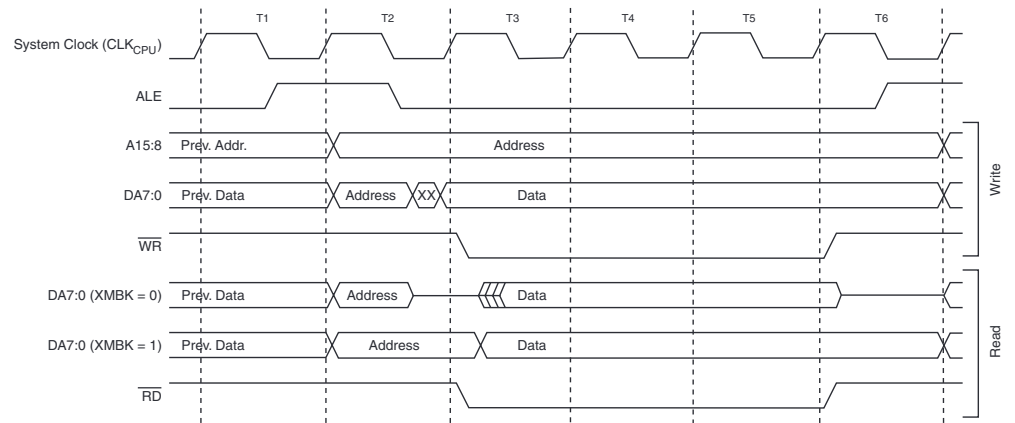 T1 T2 T3 T4 T5 T6
System Clock (CLKCPU)
ALE
A15:8 Prev. Addr. Address
DA7:0 Prev. Data Address XX Data
WR
Write
DA7:0 (XMBK = 0) Prev. Data Address Data
DA7:0 (XMBK = 1) Prev. Data Address Data
RD
Read